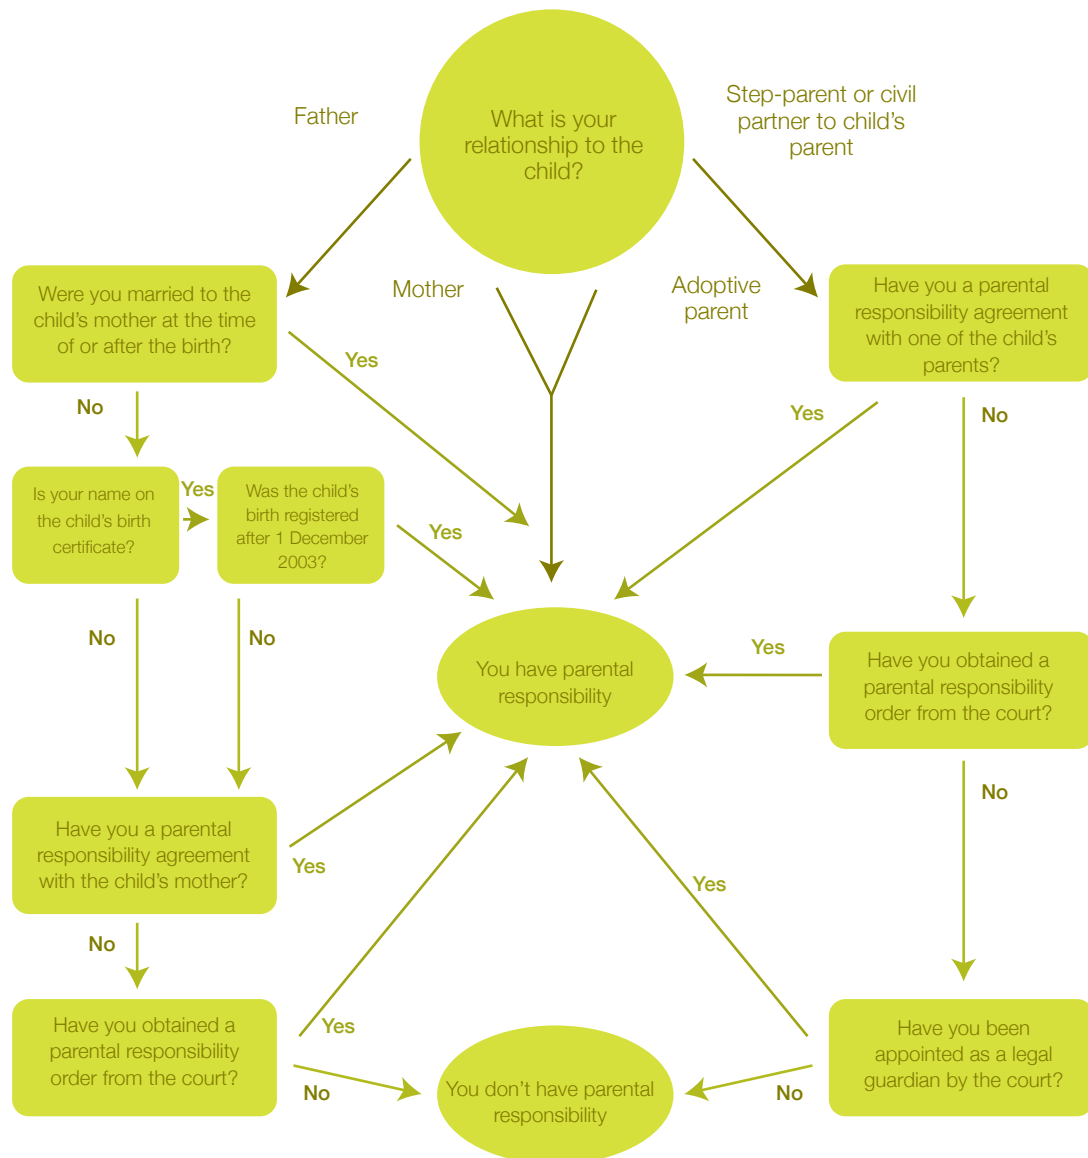 What is your
relationship to the
child?
Father
Step-parent or civil
partner to child’s
parent
Mother
Adoptive
parent
Were you married to the
child’s mother at the time
of or after the birth?
Have you a parental
responsibility agreement
with one of the child’s
parents?
Yes
No
Yes
No
Is your name on
the child’s birth
certificate?
Yes
Was the child’s
birth registered
after 1 December
2003?
Yes
No
No
You have parental
responsibility
Yes
Have you obtained a
parental responsibility
order from the court?
No
Have you a parental
responsibility agreement
with the child’s mother?
Yes
Yes
No
Have you obtained a
parental responsibility
order from the court?
Yes
No
You don’t have parental
responsibility
No
Have you been
appointed as a legal
guardian by the court?